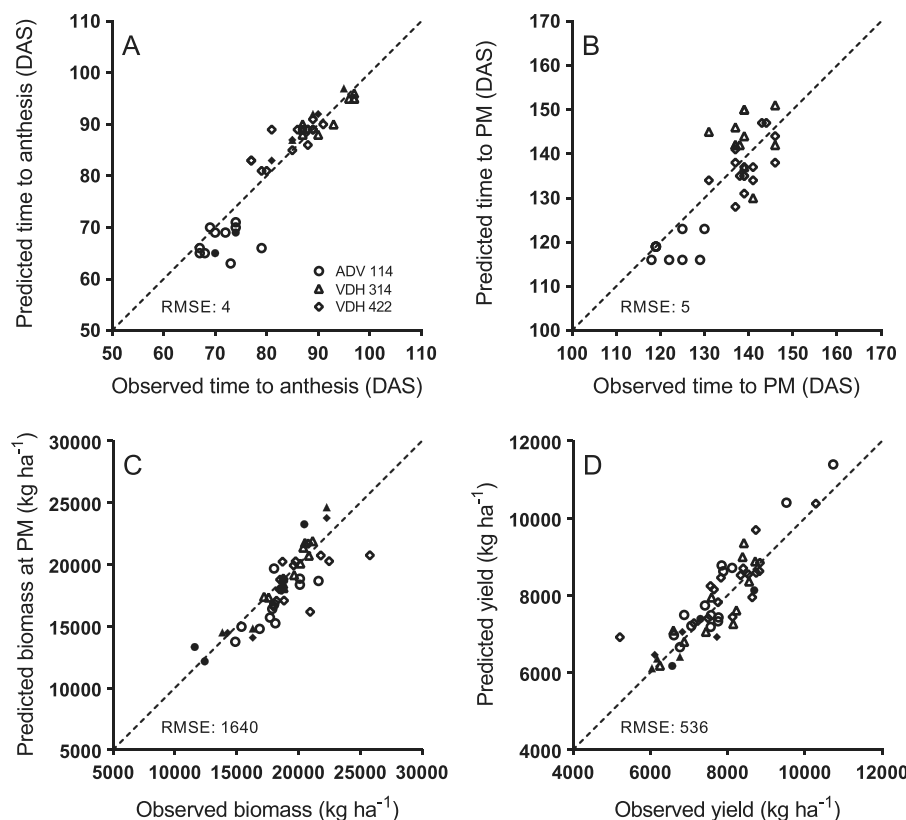 A
Predicted time to anthesis (DAS)
110
100
90
80
70
60
50
ADV 114
VDH 314
VDH 422
RMSE: 4
50 60 70 80 90 100 110
Observed time to anthesis (DAS)
B
Predicted time to PM (DAS)
170
160
150
140
130
120
110
100
RMSE: 5
100 110 120 130 140 150 160 170
Observed time to PM (DAS)
C
Predicted biomass at PM (kg ha⁻¹)
30000
25000
20000
15000
10000
5000
RMSE: 1640
5000 10000 15000 20000 25000 30000
Observed biomass (kg ha⁻¹)
D
Predicted yield (kg ha⁻¹)
12000
10000
8000
6000
4000
RMSE: 536
4000 6000 8000 10000 12000
Observed yield (kg ha⁻¹)